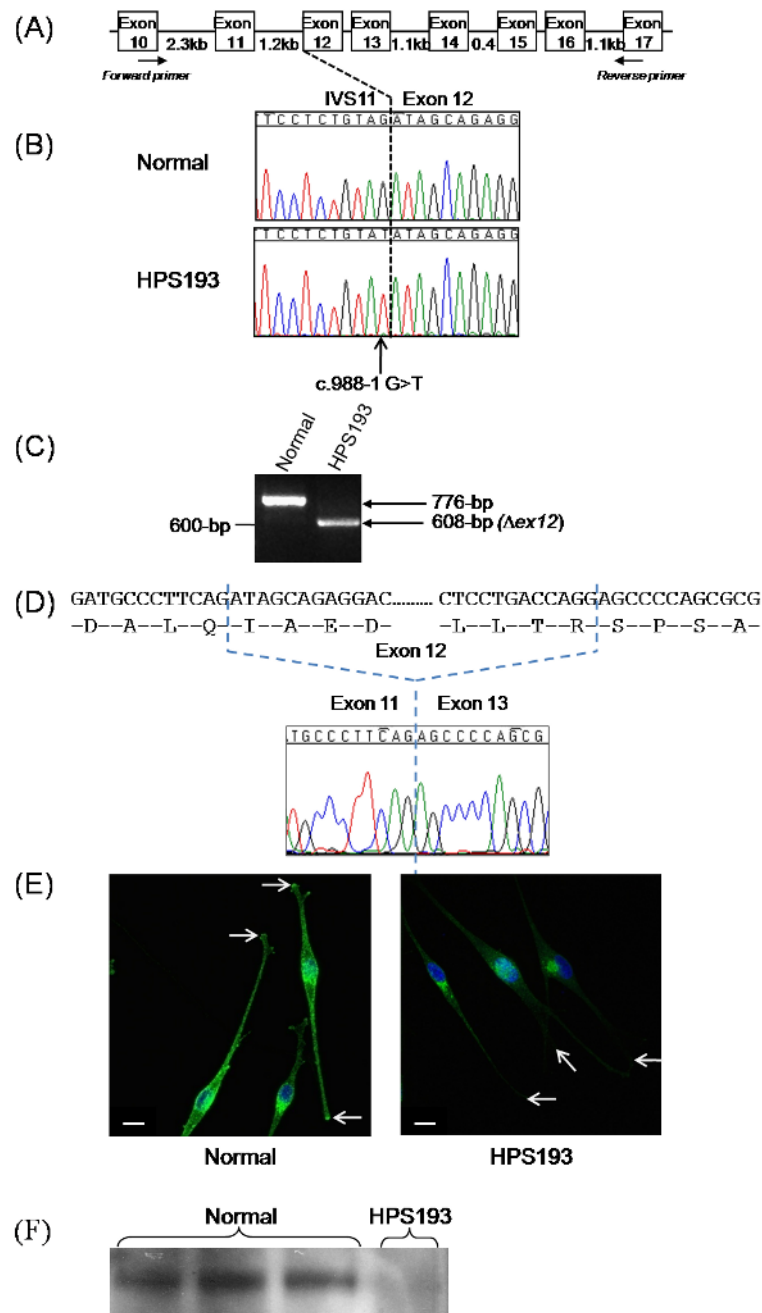 (A)
Exon 10 Exon 11 Exon 12 Exon 13 Exon 14 Exon 15 Exon 16 Exon 17
2.3kb 1.2kb 1.1kb 0.4 1.1kb
Forward primer Reverse primer
IVS11 Exon 12
(B)
TCCTCTGTAGATAGCAGAGG
Normal
TCCTCTGTATATAGCAGAGG
HPS193
c.988-1 G>T
(C)
Normal HPS193
776-bp
600-bp 608-bp (Δex12)
(D)
GATGCCCTTCAGATAGCAGAGGAC......... CTCCTGACCAGGAGCCCCAGCGCG
–D–A–L–Q–I–A–E–D– –L–L–T–R–S–P–S–A–
Exon 12
Exon 11 Exon 13
TGCCCTTCAGAGCCCCAGCG
(E)
Normal HPS193
(F)
Normal HPS193